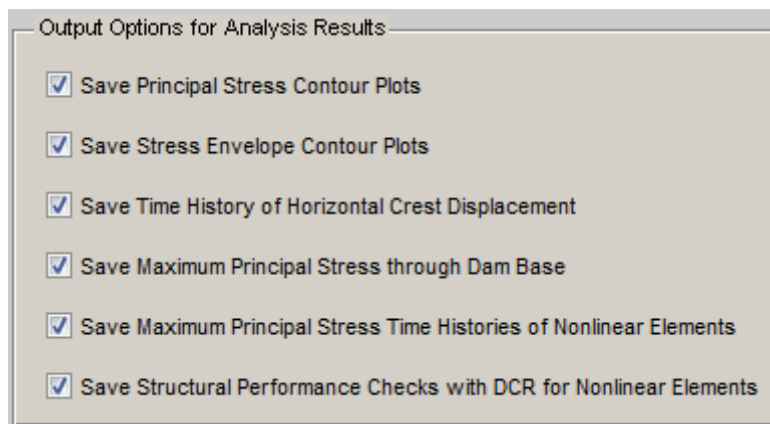 Output Options for Analysis Results
Save Principal Stress Contour Plots
Save Stress Envelope Contour Plots
Save Time History of Horizontal Crest Displacement
Save Maximum Principal Stress through Dam Base
Save Maximum Principal Stress Time Histories of Nonlinear Elements
Save Structural Performance Checks with DCR for Nonlinear Elements